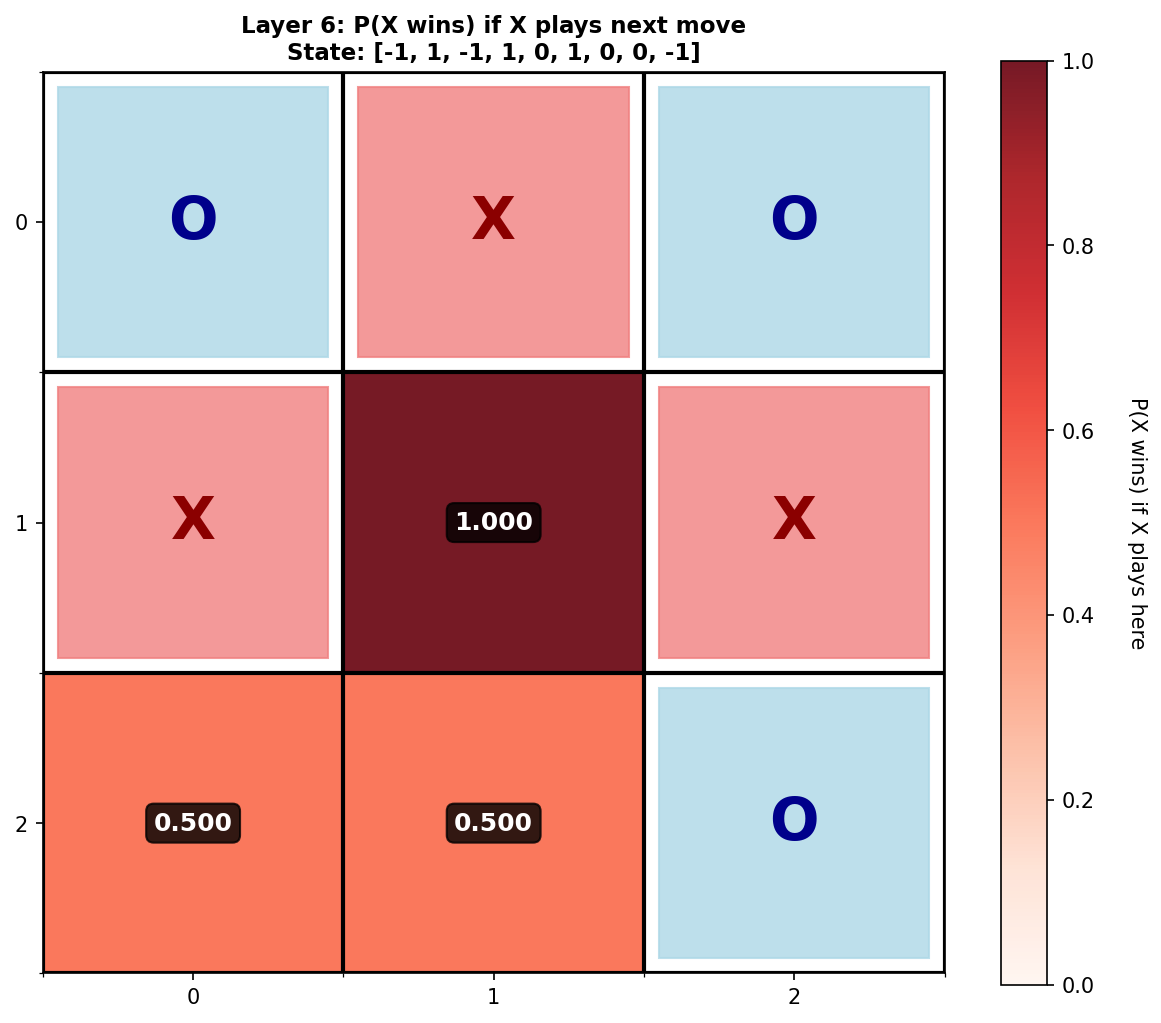 Layer 6: P(X wins) if X plays next move
State: [-1, 1, -1, 1, 0, 1, 0, 0, -1]
O X O
0
X 1.000 X
1
0.500 0.500 O
2
0 1 2
1.0
0.8
0.6
0.4
0.2
0.0
P(X wins) if X plays here